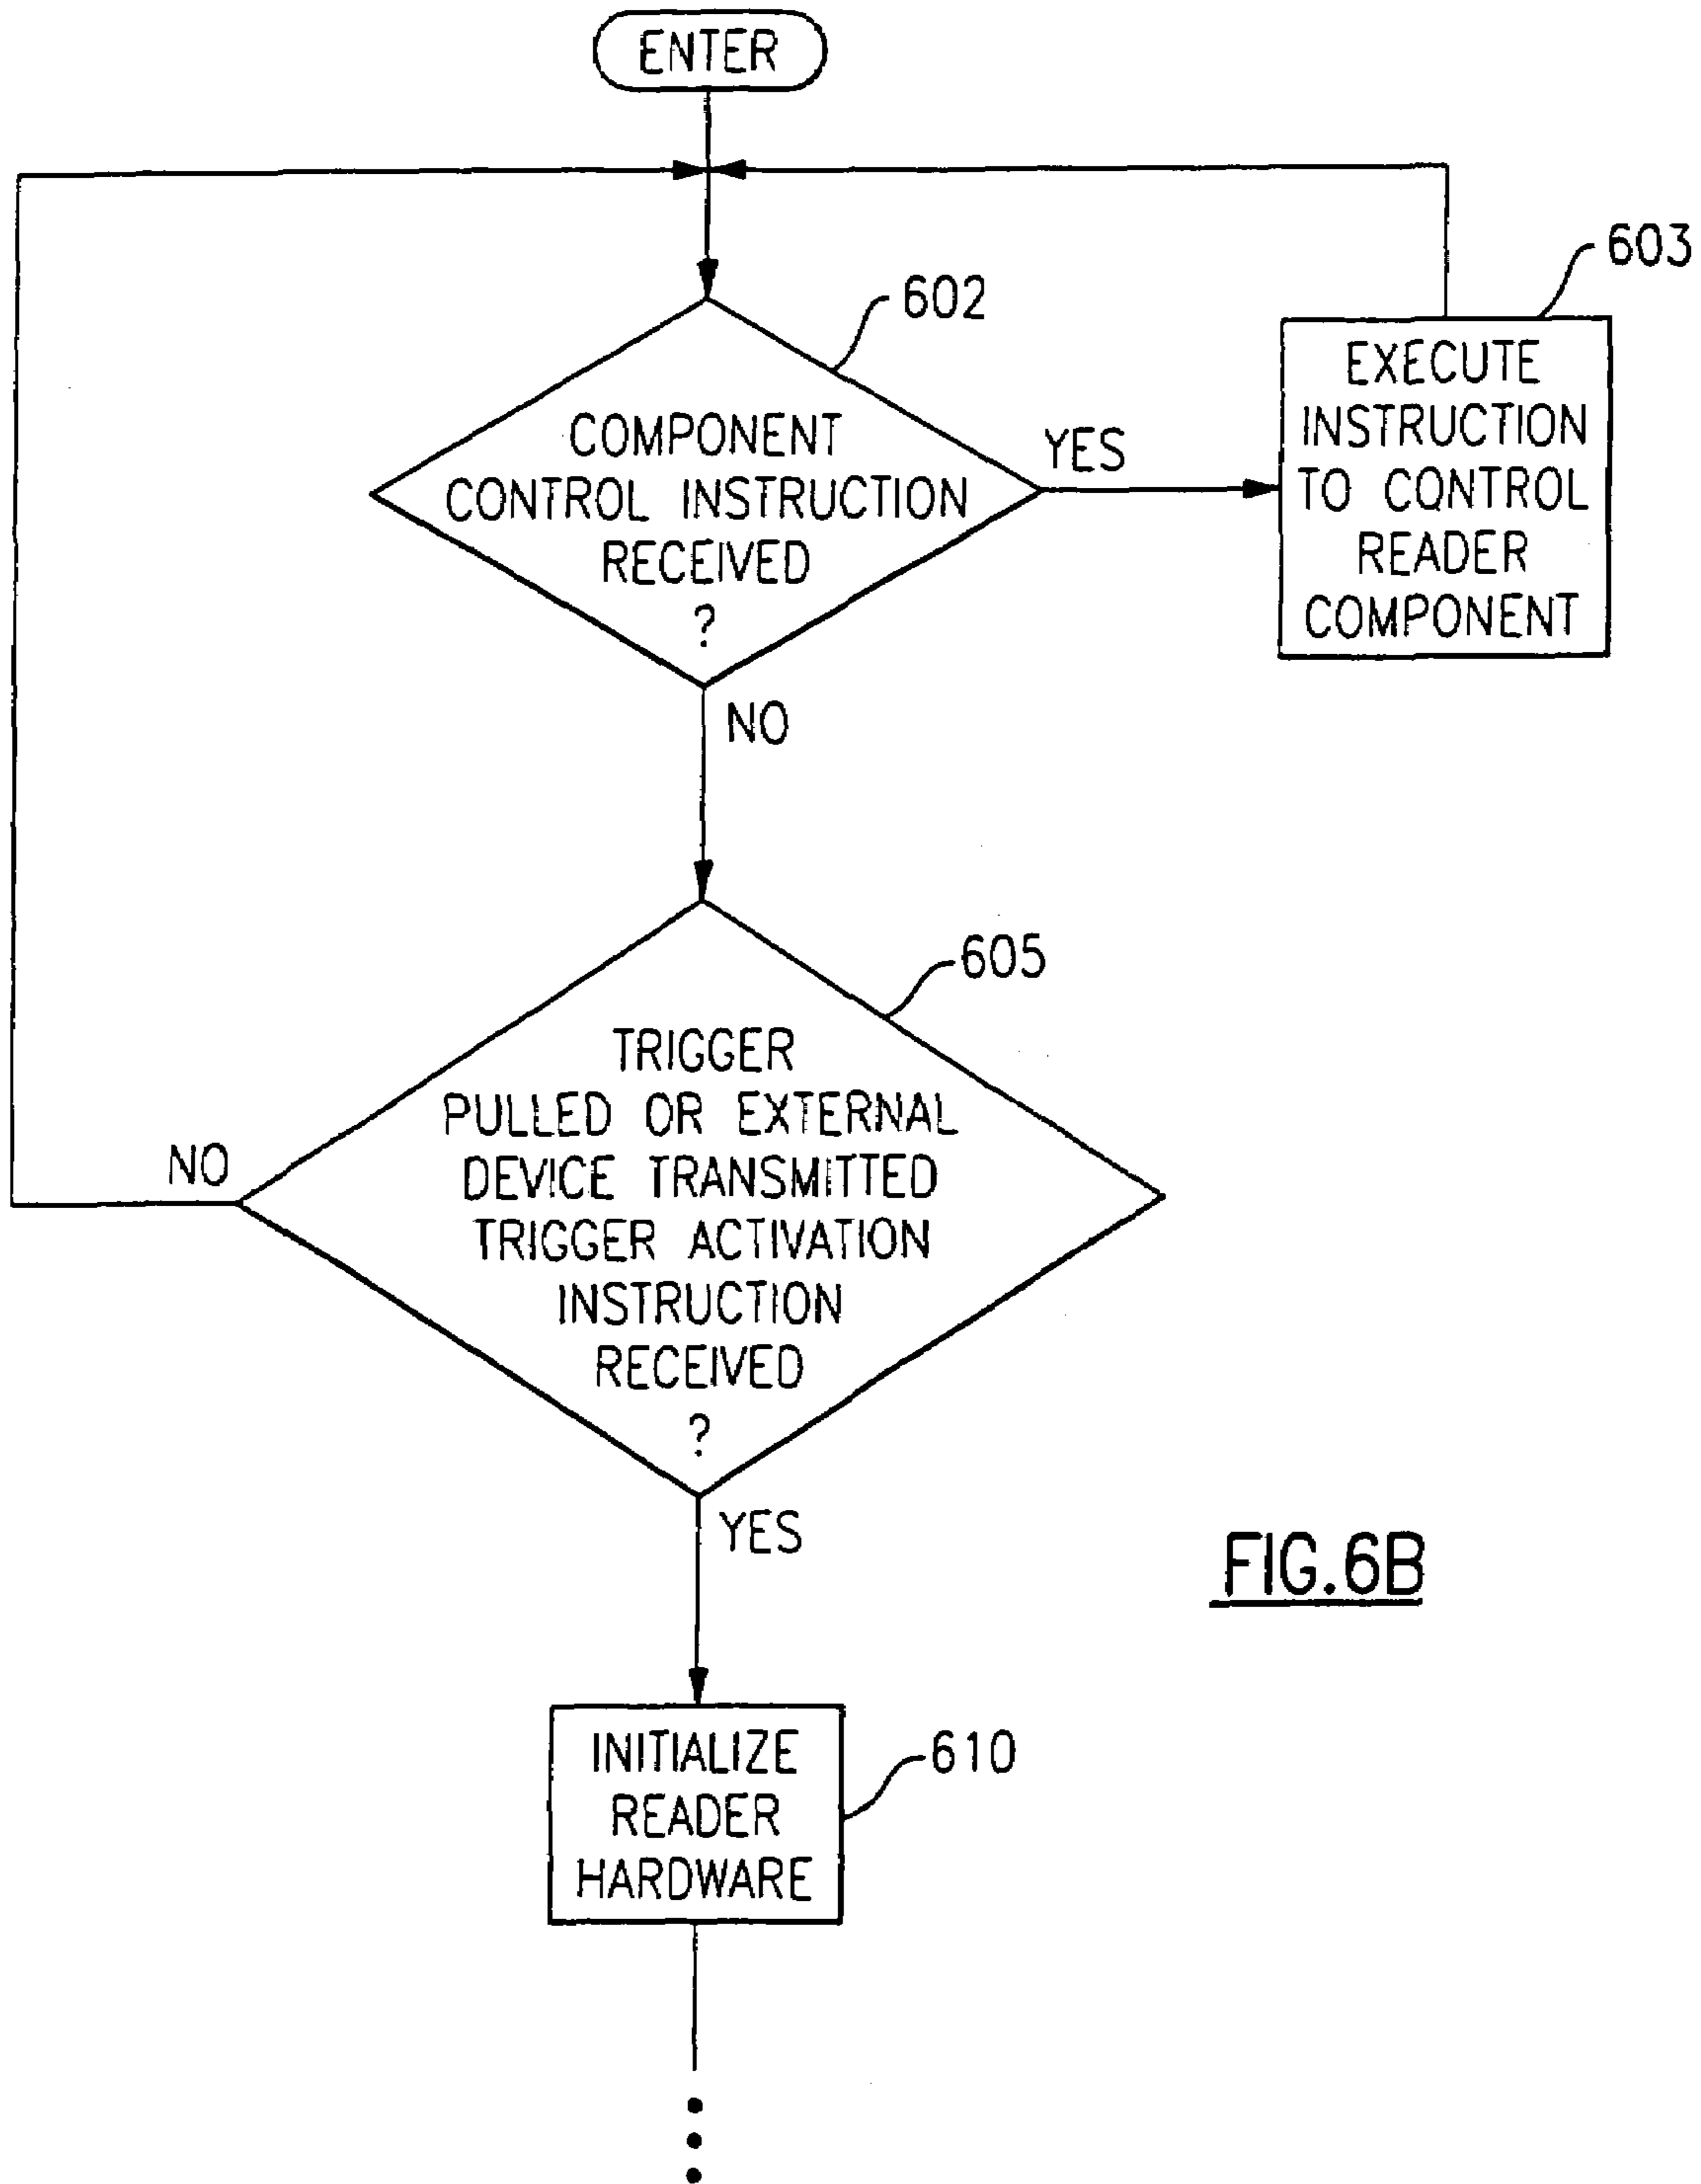 ENTER
602
603
COMPONENT
CONTROL INSTRUCTION
RECEIVED
?
YES
EXECUTE
INSTRUCTION
TO CONTROL
READER
COMPONENT
NO
605
TRIGGER
PULLED OR EXTERNAL
DEVICE TRANSMITTED
TRIGGER ACTIVATION
INSTRUCTION
RECEIVED
?
NO
YES
FIG.6B
INITIALIZE
READER
HARDWARE
610